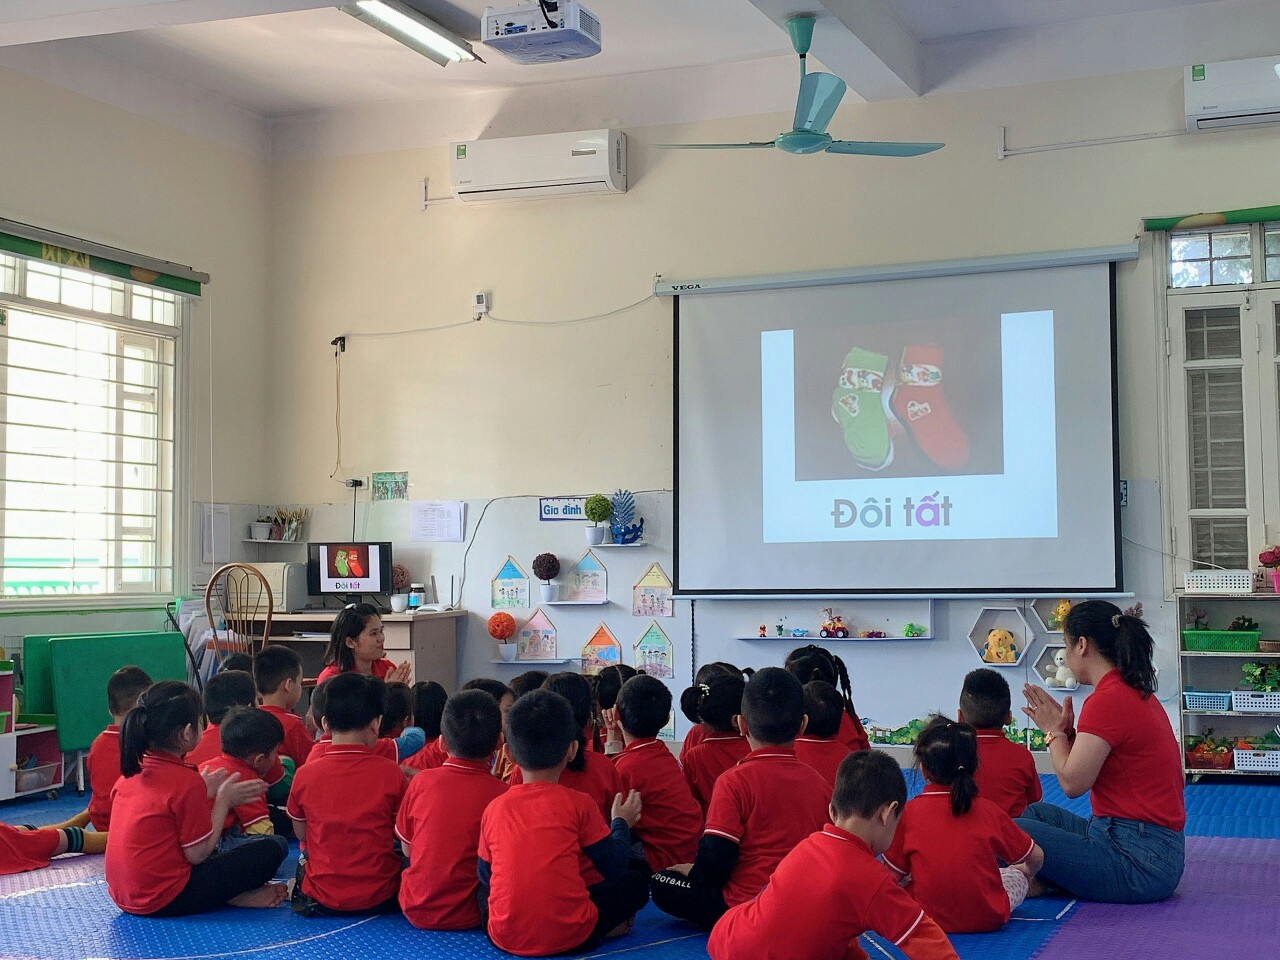 VEGA
Gia đình
Đôi tất
Đôi tất
FOOTBALL